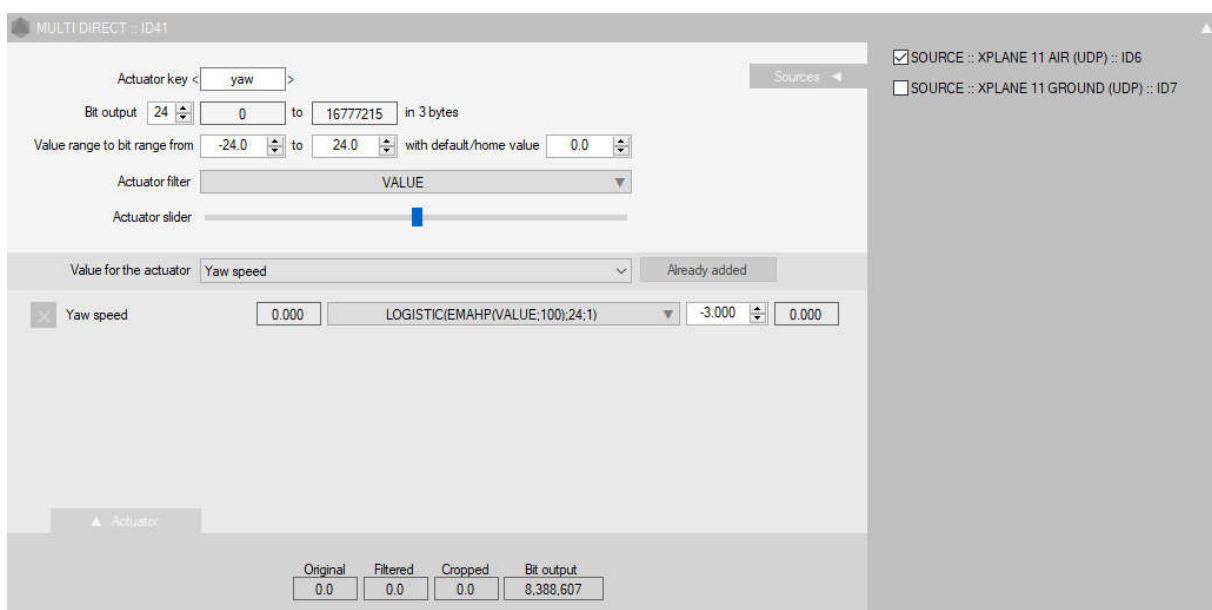 MULTI DIRECT :: ID41
Actuator key < yaw >
Sources
SOURCE :: XPLANE 11 AIR (UDP) :: ID6
SOURCE :: XPLANE 11 GROUND (UDP) :: ID7
Bit output 24 0 to 16777215 in 3 bytes
Value range to bit range from -24.0 to 24.0 with default/home value 0.0
Actuator filter VALUE
Actuator slider
Value for the actuator Yaw speed Already added
Yaw speed 0.000 LOGISTIC(EMAHP(VALUE;100);24;1) -3.000 0.000
Actuator
Original Filtered Cropped Bit output
0.0 0.0 0.0 8,388,607